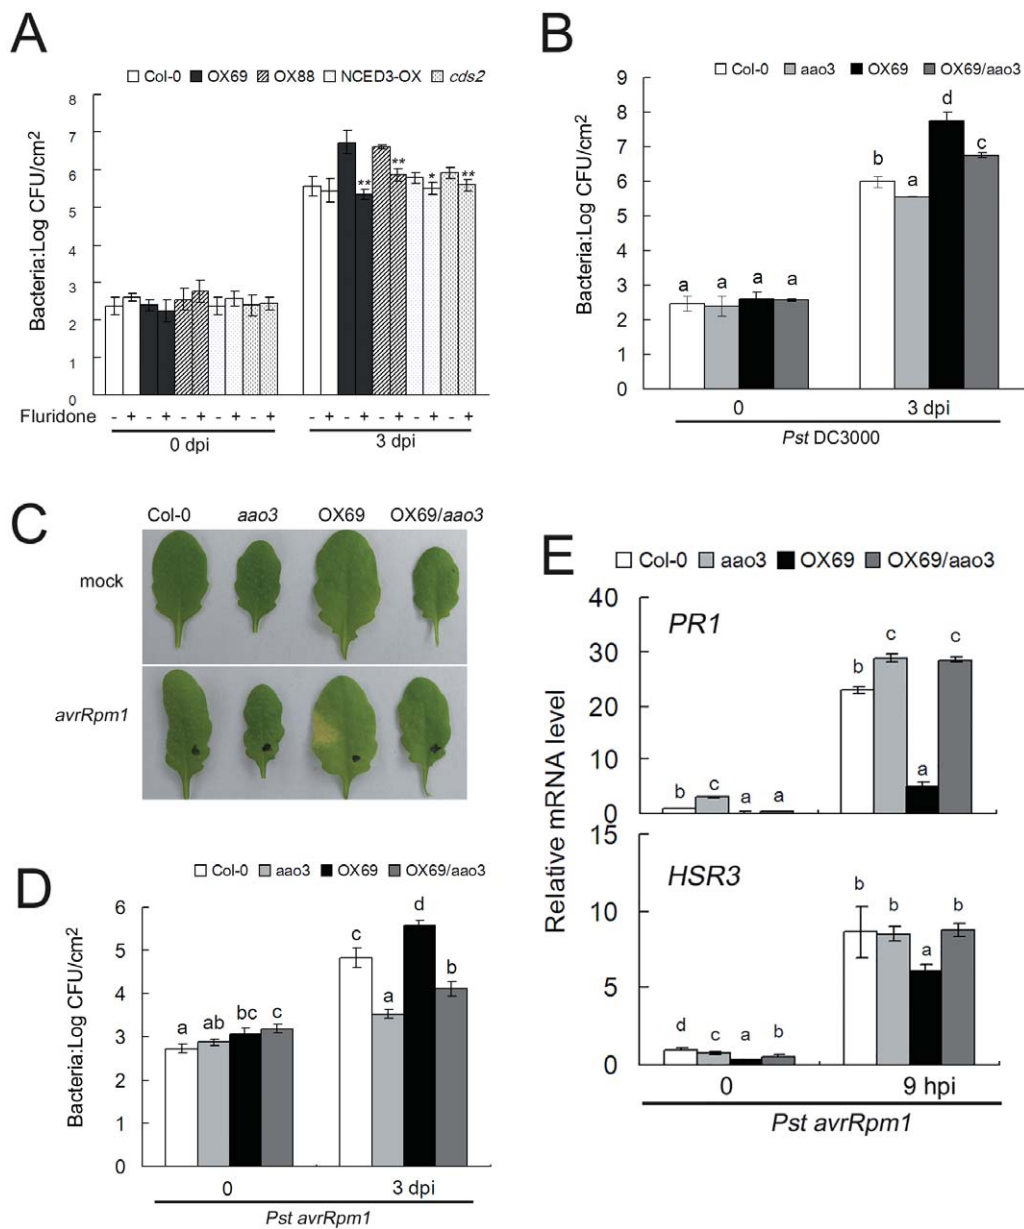 A
Col-0 OX69 OX88 NCED3-OX cds2
Bacteria:Log CFU/cm2
8
7
6
5
4
3
2
1
0
** ** * **
Fluridone - + - + - + - + - + - + - + - + - + - +
0 dpi 3 dpi
B
Col-0 aao3 OX69 OX69/aao3
Bacteria:Log CFU/cm2
9
8
7
6
5
4
3
2
1
0
a a a a b a d c
0 3 dpi
Pst DC3000
C
Col-0 aao3 OX69 OX69/aao3
mock
avrRpm1
D
Col-0 aao3 OX69 OX69/aao3
Bacteria:Log CFU/cm2
6
5
4
3
2
1
0
a ab bc c c a d b
0 3 dpi
Pst avrRpm1
E
Col-0 aao3 OX69 OX69/aao3
Relative mRNA level
40
30
20
10
0
PR1
b c a a b c a c
15
10
5
0
HSR3
d c a b b b a b
0 9 hpi
Pst avrRpm1